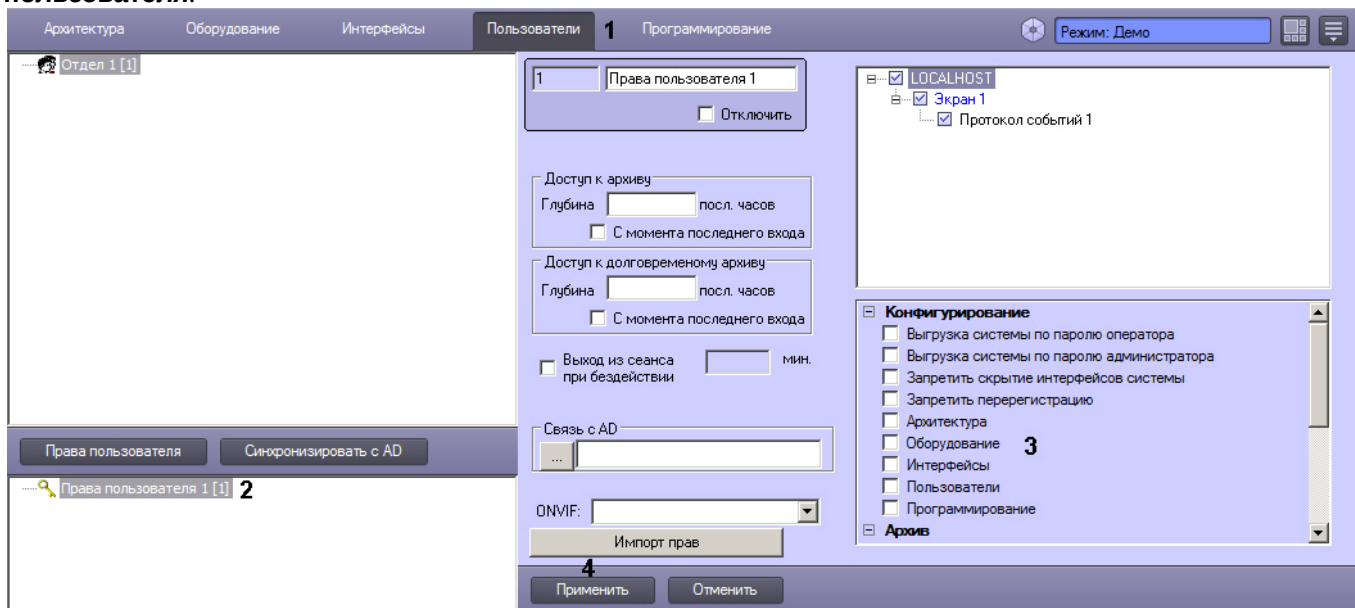 пользователя.
Архитектура Оборудование Интерфейсы Пользователи 1 Программирование Режим: Демо
Отдел 1 [1]
1 Права пользователя 1
Отключить
LOCALHOST
Экран 1
Протокол событий 1
Доступ к архиву
Глубина посл. часов
С момента последнего входа
Доступ к долговременому архиву
Глубина посл. часов
С момента последнего входа
Выход из сеанса мин.
при бездействии
Конфигурирование
Выгрузка системы по паролю оператора
Выгрузка системы по паролю администратора
Запретить скрытие интерфейсов системы
Запретить перерегистрацию
Архитектура
Оборудование 3
Интерфейсы
Пользователи
Программирование
Архив
Связь с AD
...
Права пользователя Синхронизировать с AD
Права пользователя 1 [1] 2
ONVIF:
Импорт прав
4
Применить Отменить